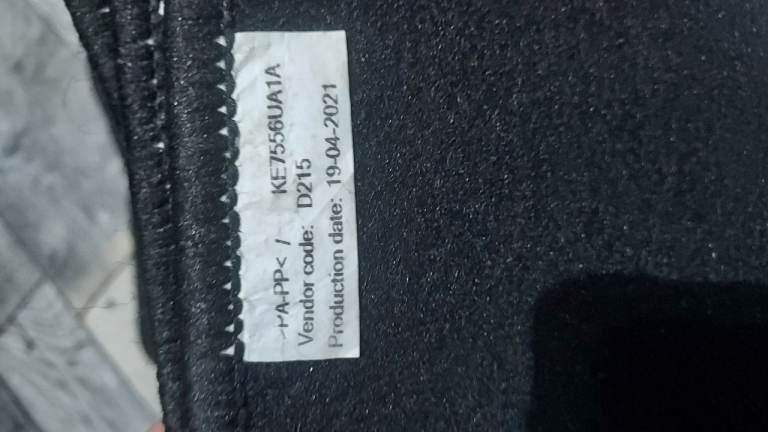 >PA-PP< / KE7556UA1A
Vendor code: D215
Production date: 19-04-2021